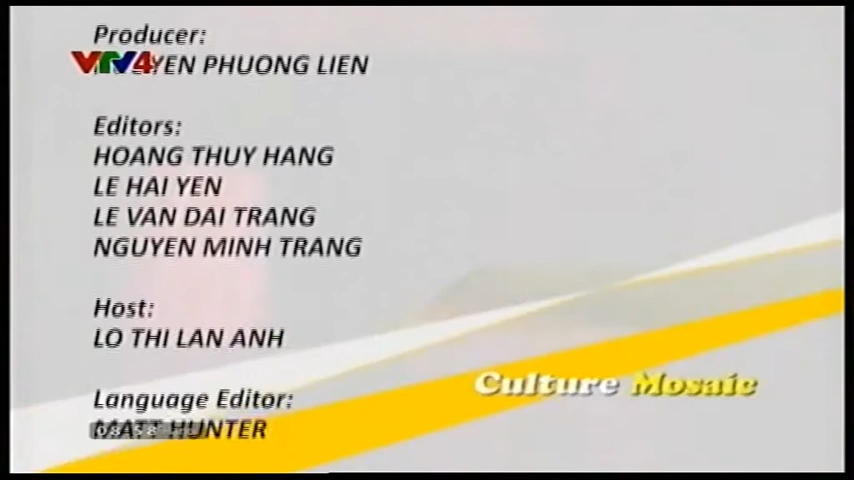 Producer:
VTV4
YEN PHUONG LIEN
Editors:
HOANG THUY HANG
LE HAI YEN
LE VAN DAI TRANG
NGUYEN MINH TRANG
Host:
LO THI LAN ANH
Language Editor:
MATT HUNTER
Culture Mosaic